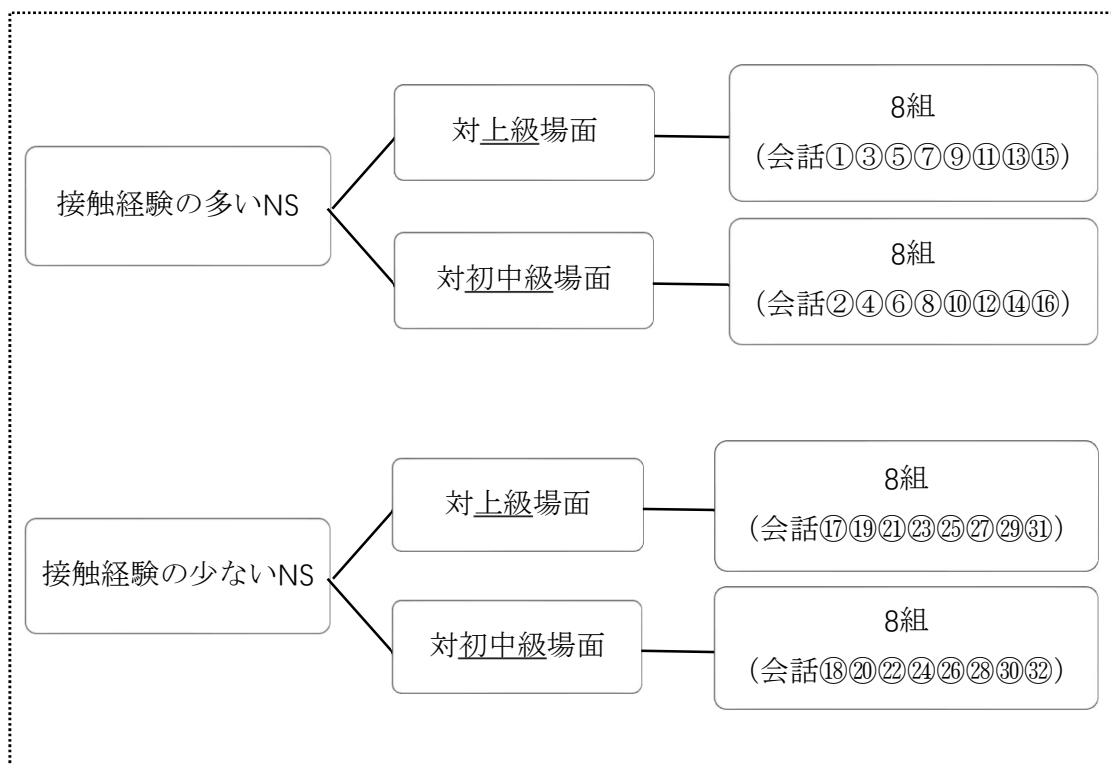 接触経験の多いNS
対上級場面
8組
（会話①③⑤⑦⑨⑪⑬⑮）
対初中級場面
8組
（会話②④⑥⑧⑩⑫⑭⑯）
接触経験の少ないNS
対上級場面
8組
（会話⑰⑲㉑㉓㉕㉗㉙㉛）
対初中級場面
8組
（会話⑱⑳㉒㉔㉖㉘㉚㉜）